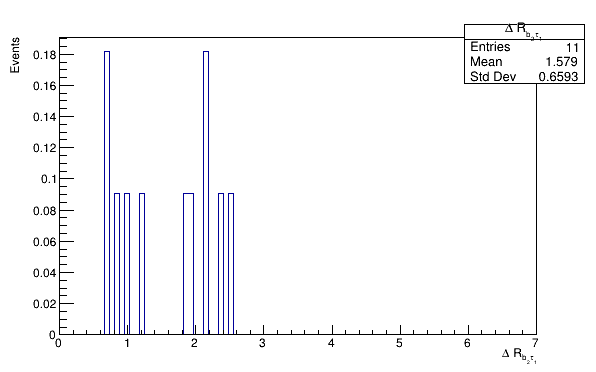 Δ R b₂τ₁
Entries 11
Mean 1.579
Std Dev 0.6593
Events
0.18
0.16
0.14
0.12
0.1
0.08
0.06
0.04
0.02
0
0 1 2 3 4 5 6 7
Δ R b₂τ₁